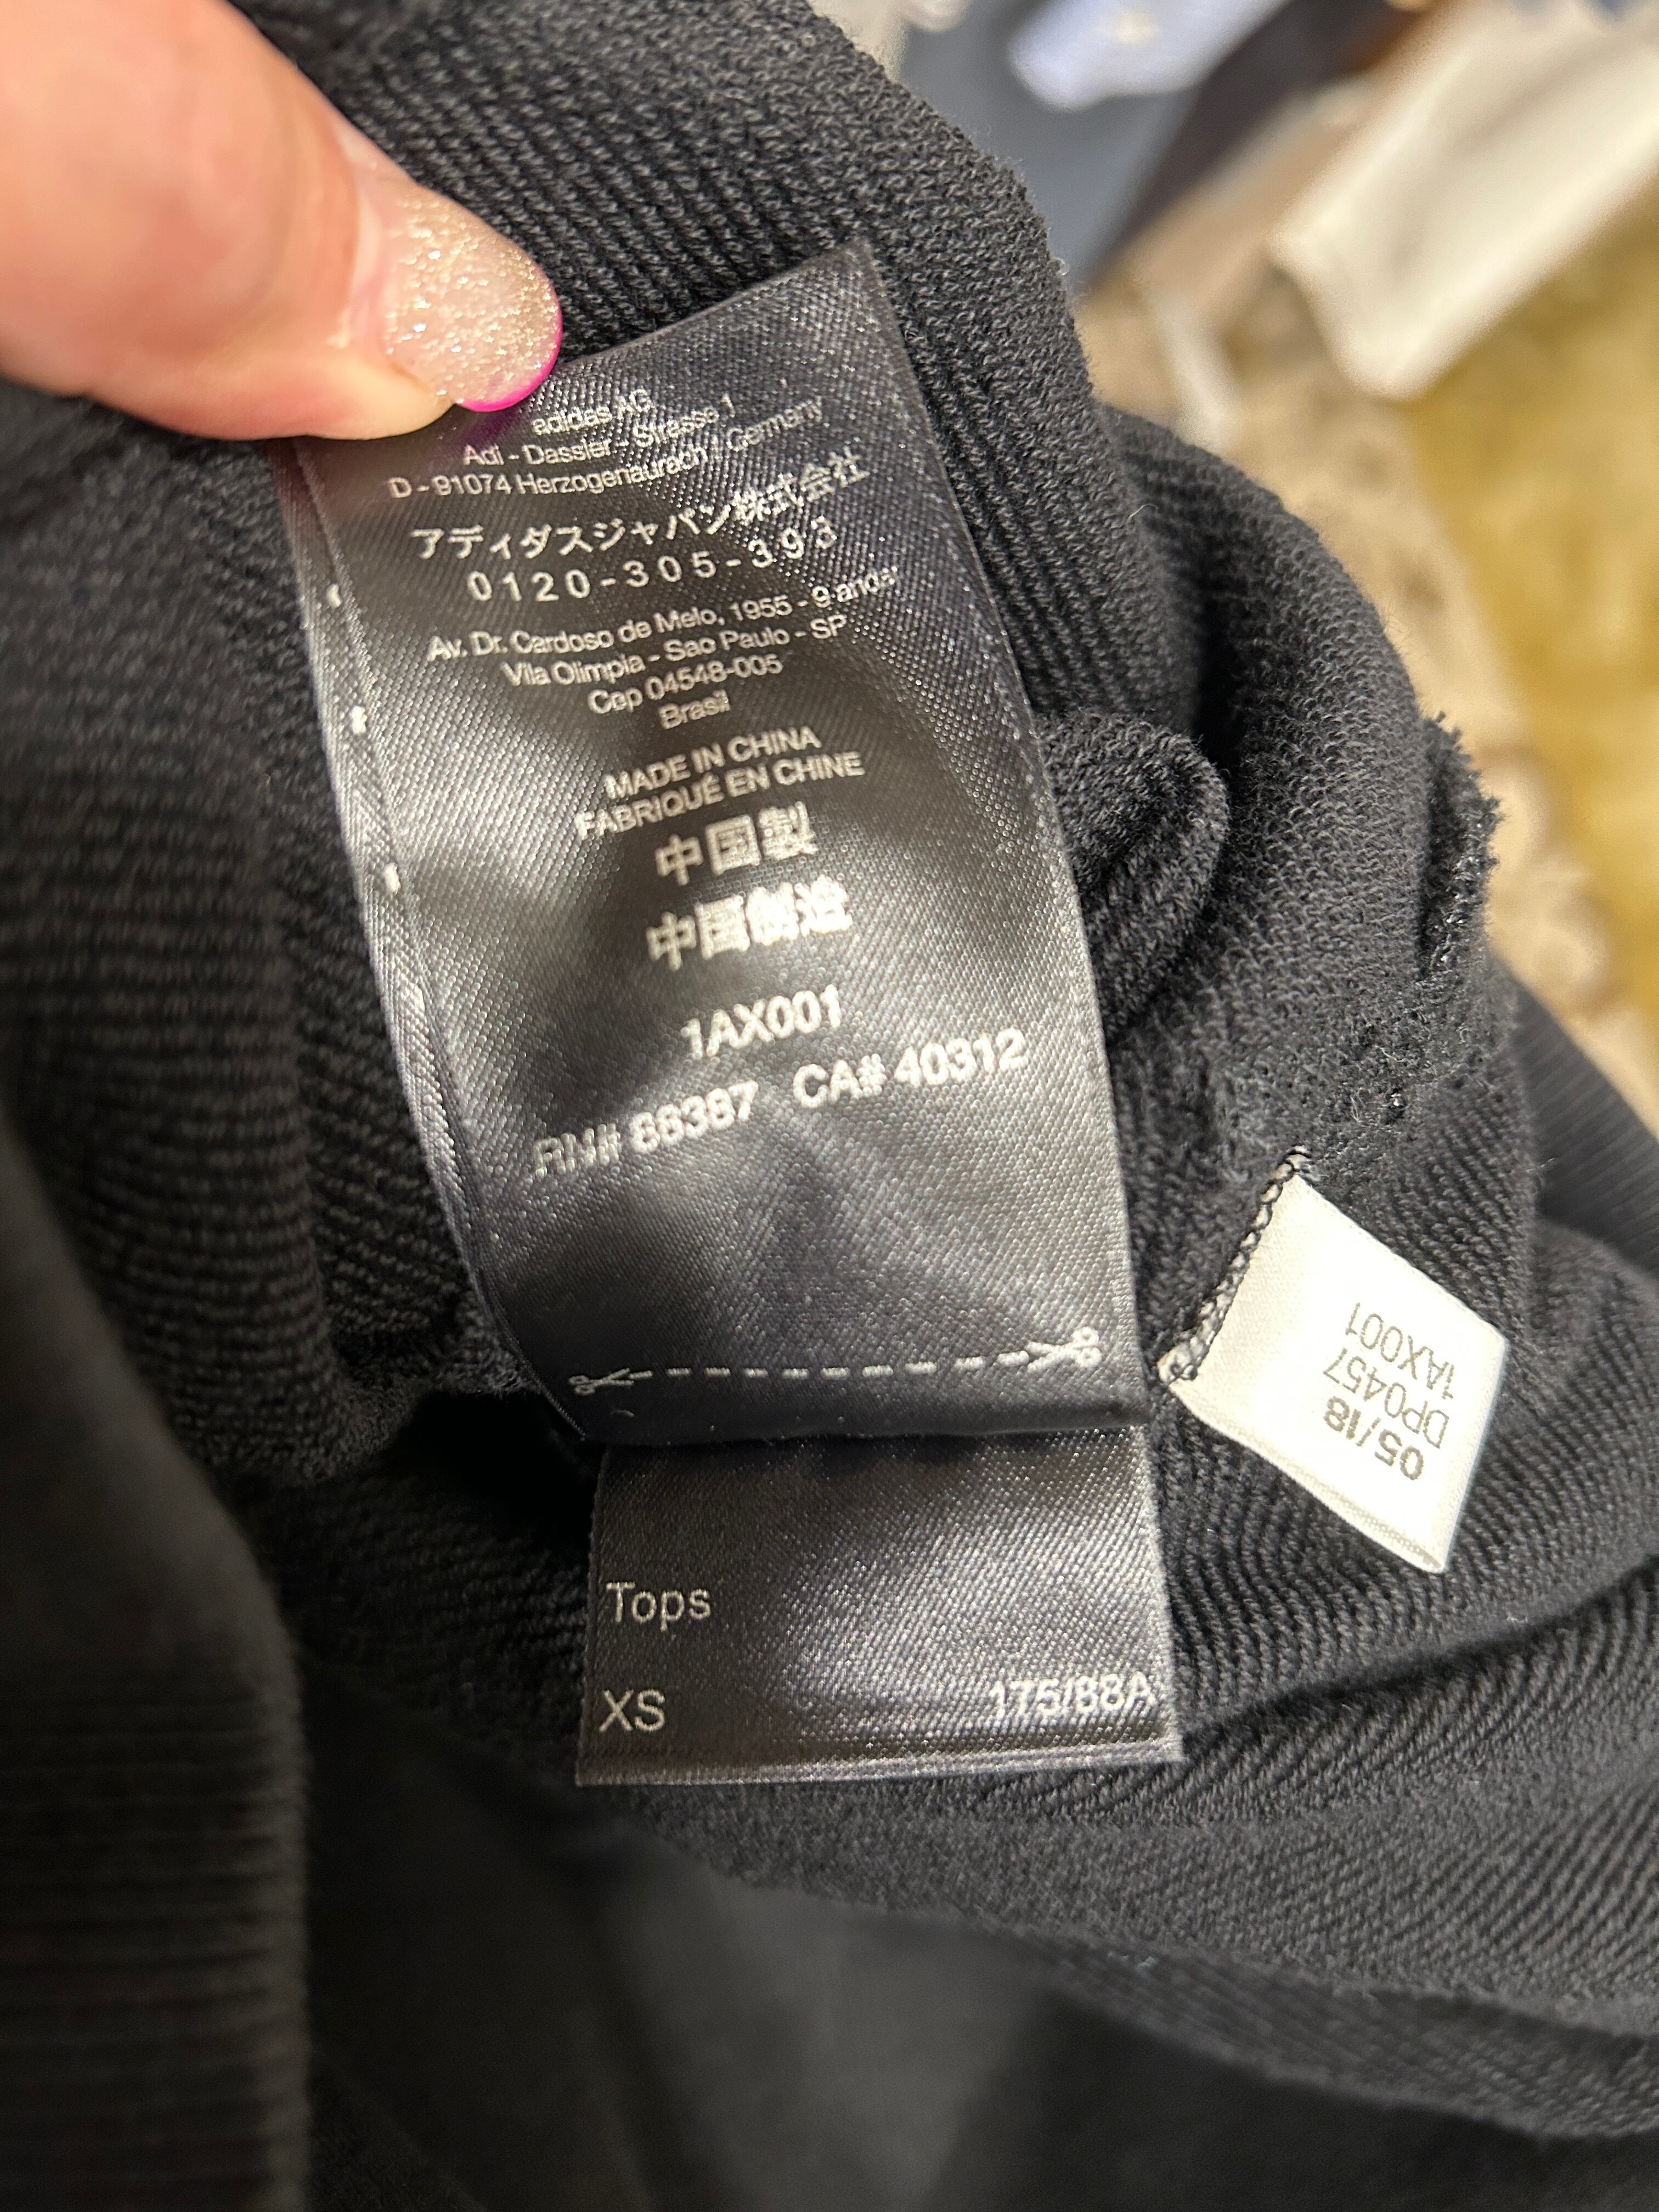 adidas AG
Adi - Dassler - Strasse 1
D - 91074 Herzogenaurach / Germany
アディダスジャパン株式会社
0120-305-393
Av. Dr. Cardoso de Melo, 1955 - 9 andar
Vila Olimpia - Sao Paulo - SP
Cep 04548-005
Brasil
MADE IN CHINA
FABRIQUÉ EN CHINE
中国製
中国制造
1AX001
RN# 88387 CA# 40312
Tops
XS 175/88A
05/18
DP0457
1AX001